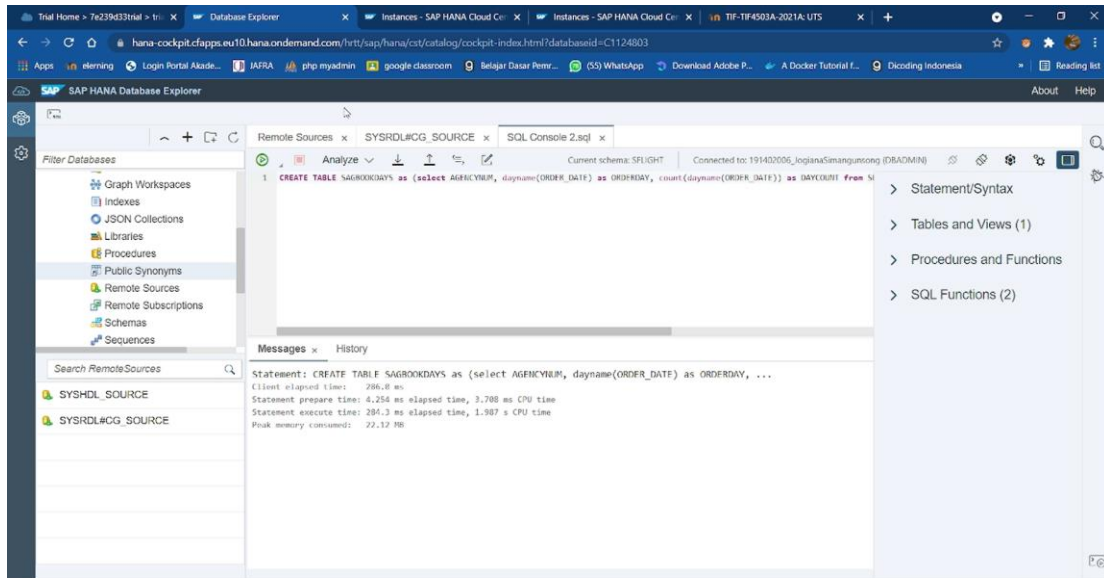 Trial Home > 7e239d33trial > tri
Database Explorer
Instances - SAP HANA Cloud Cer
Instances - SAP HANA Cloud Cer
TIF-TIF4503A-2021A: UTS
hana-cockpit.cfapps.eu10.hana.ondemand.com/hrtt/sap/hana/cst/catalog/cockpit-index.html?databaseid=C1124803
Apps elerning Login Portal Akade... JAFRA php myadmin google classroom Belajar Dasar Pemr... (55) WhatsApp Download Adobe P... A Docker Tutorial f... Dicoding Indonesia » Reading list
SAP SAP HANA Database Explorer About Help
Remote Sources SYSRDL#CG_SOURCE SQL Console 2.sql
Filter Databases
Analyze Current schema: SFLIGHT Connected to: 191402006_IogianaSimangunsong (DBADMIN)
1 CREATE TABLE SAGBOOKDAYS as (select AGENCYNUM, dayname(ORDER_DATE) as ORDERDAY, count(dayname(ORDER_DATE)) as DAYCOUNT from
Graph Workspaces
Indexes
JSON Collections
Libraries
Procedures
Public Synonyms
Remote Sources
Remote Subscriptions
Schemas
Sequences
Statement/Syntax
Tables and Views (1)
Procedures and Functions
SQL Functions (2)
Search RemoteSources
SYSHDL_SOURCE
SYSRDL#CG_SOURCE
Messages History
Statement: CREATE TABLE SAGBOOKDAYS as (select AGENCYNUM, dayname(ORDER_DATE) as ORDERDAY, ...
Client elapsed time: 286.0 ms
Statement prepare time: 4.254 ms elapsed time, 3.708 ms CPU time
Statement execute time: 284.3 ms elapsed time, 1.987 s CPU time
Peak memory consumed: 22.12 MB